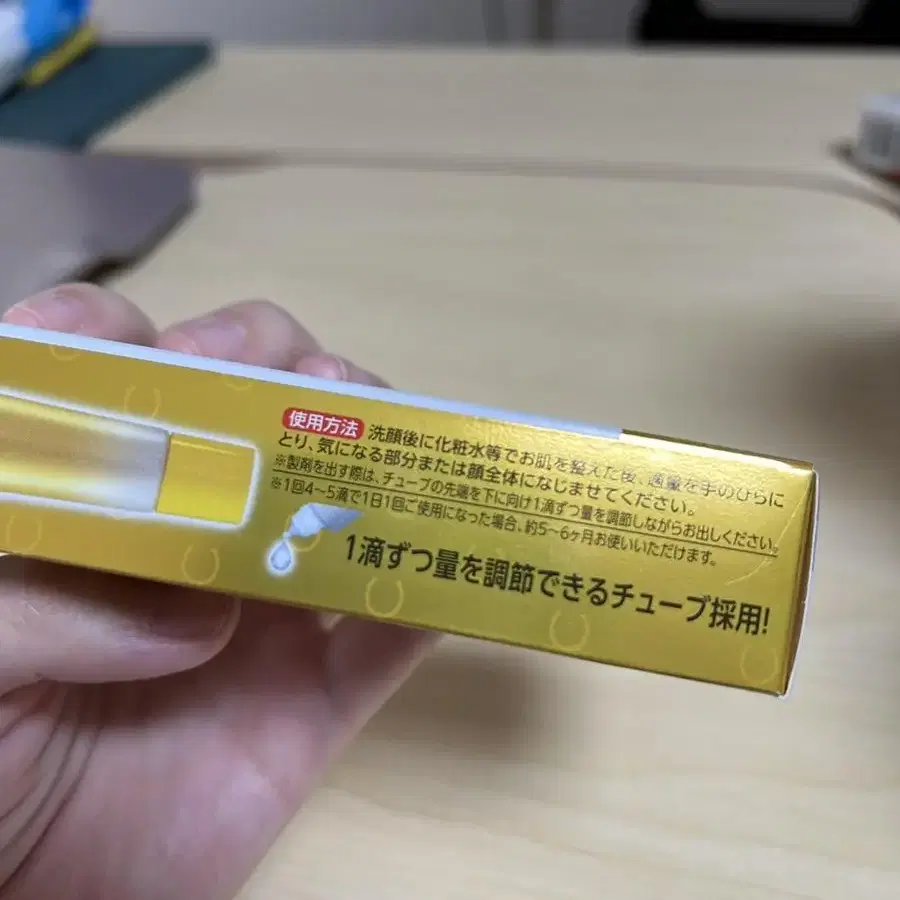 使用方法 洗顔後に化粧水等でお肌を整えた後、適量を手のひらに
とり、気になる部分または顔全体になじませてください。
※製剤を出す際は、チューブの先端を下に向け1滴ずつ量を調節しながらお出しください。
※1回4〜5滴で1日1回ご使用になった場合、約5〜6ヶ月お使いいただけます。
1滴ずつ量を調節できるチューブ採用!